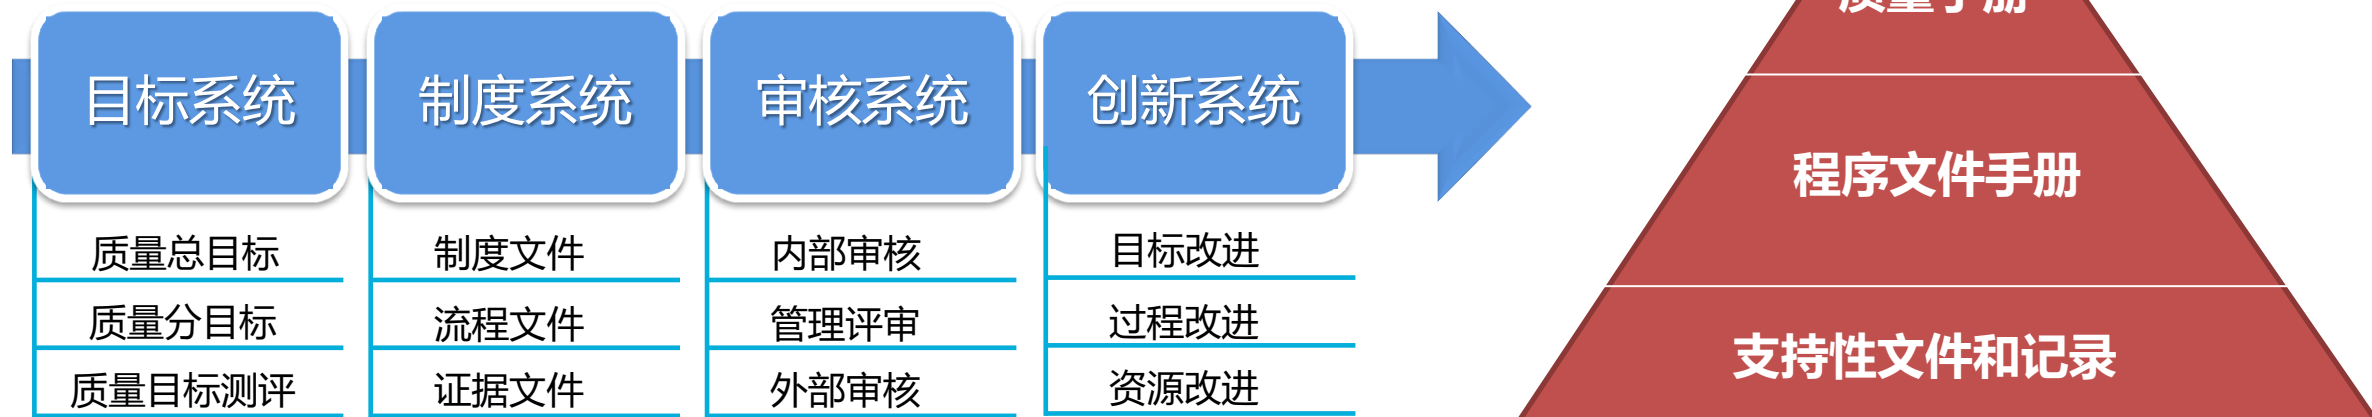 目标系统
制度系统
审核系统
创新系统
质量总目标
制度文件
内部审核
目标改进
质量分目标
流程文件
管理评审
过程改进
质量目标测评
证据文件
外部审核
资源改进
质量手册
程序文件手册
支持性文件和记录